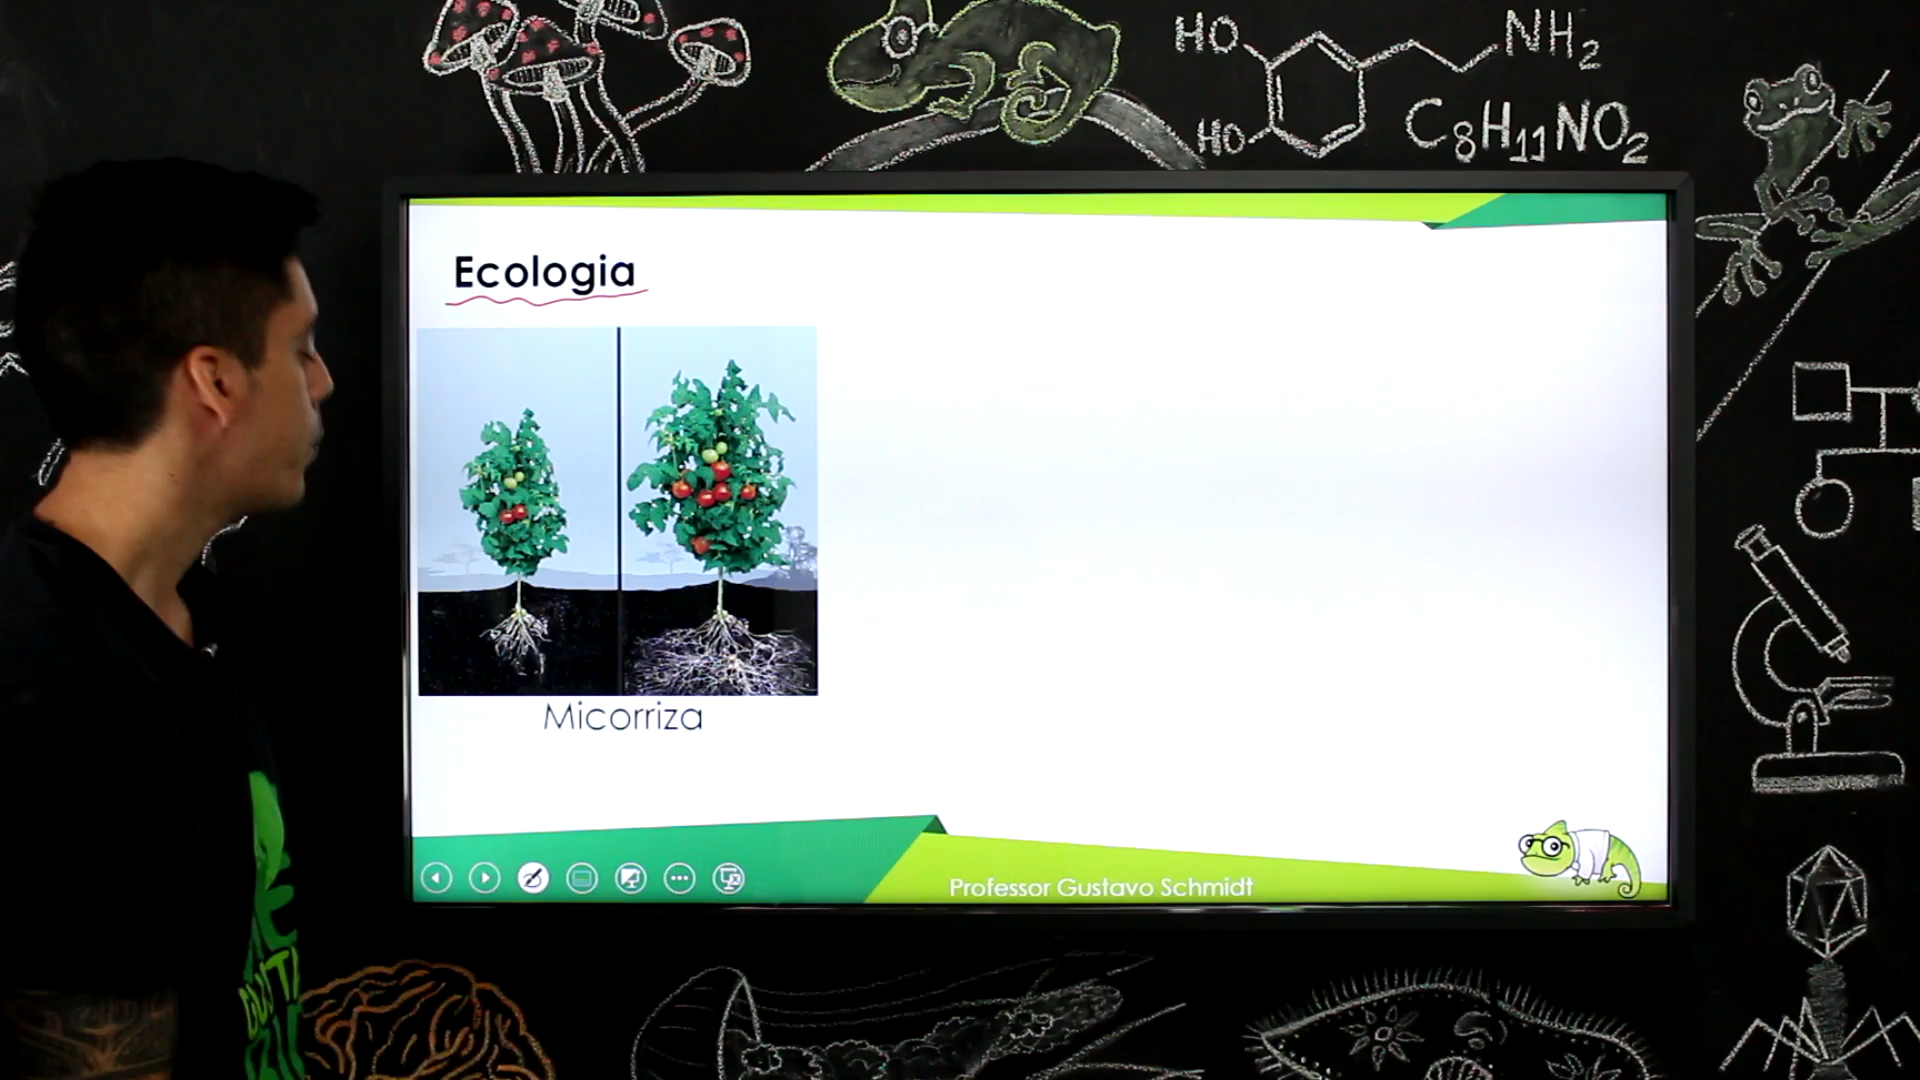 HO
NH2
HO
C8H11NO2
Ecologia
Micorriza
Professor Gustavo Schmidt